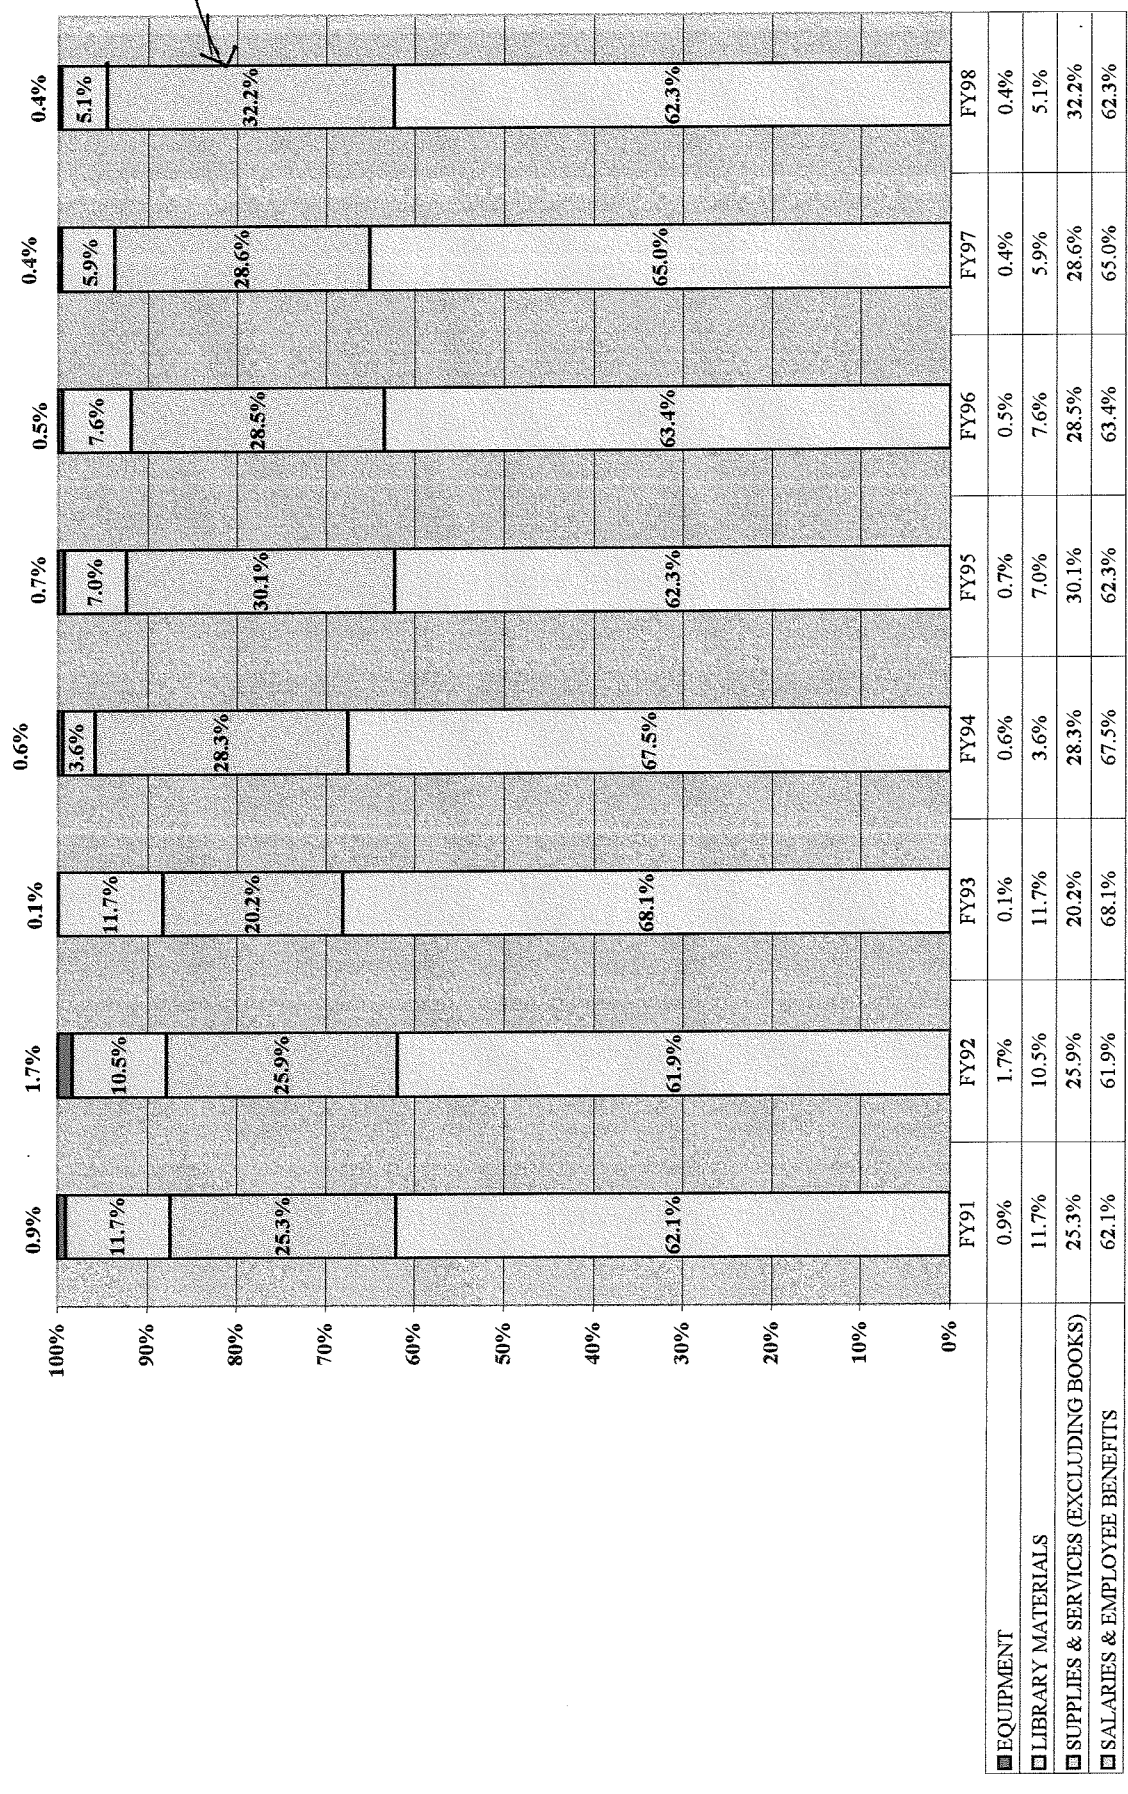 0.9% 1.7% 0.1% 0.6% 0.7% 0.5% 0.4% 0.4%
100%
90%
80%
70%
60%
50%
40%
30%
20%
10%
0%
11.7% 10.5% 11.7% 3.6% 7.0% 7.6% 5.9% 5.1%
25.3% 25.9% 20.2% 28.3% 30.1% 28.5% 28.6% 32.2%
62.1% 61.9% 68.1% 67.5% 62.3% 63.4% 65.0% 62.3%
FY91 FY92 FY93 FY94 FY95 FY96 FY97 FY98
EQUIPMENT 0.9% 1.7% 0.1% 0.6% 0.7% 0.5% 0.4% 0.4%
LIBRARY MATERIALS 11.7% 10.5% 11.7% 3.6% 7.0% 7.6% 5.9% 5.1%
SUPPLIES & SERVICES (EXCLUDING BOOKS) 25.3% 25.9% 20.2% 28.3% 30.1% 28.5% 28.6% 32.2%
SALARIES & EMPLOYEE BENEFITS 62.1% 61.9% 68.1% 67.5% 62.3% 63.4% 65.0% 62.3%